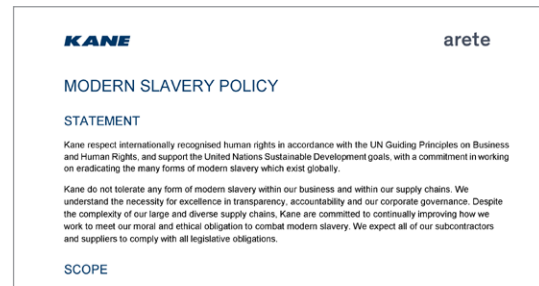 KANE arete
MODERN SLAVERY POLICY
STATEMENT
Kane respect internationally recognised human rights in accordance with the UN Guiding Principles on Business
and Human Rights, and support the United Nations Sustainable Development goals, with a commitment in working
on eradicating the many forms of modern slavery which exist globally.
Kane do not tolerate any form of modern slavery within our business and within our supply chains. We
understand the necessity for excellence in transparency, accountability and our corporate governance. Despite
the complexity of our large and diverse supply chains, Kane are committed to continually improving how we
work to meet our moral and ethical obligation to combat modern slavery. We expect all of our subcontractors
and suppliers to comply with all legislative obligations.
SCOPE